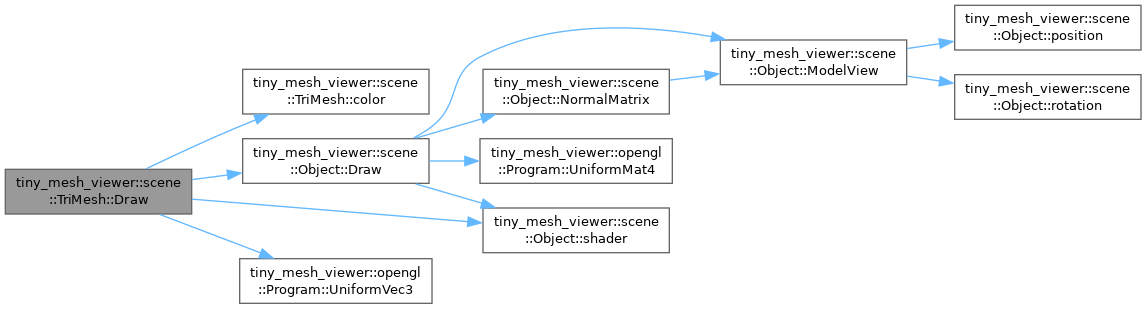 tiny_mesh_viewer::scene
::TriMesh::Draw
tiny_mesh_viewer::scene
::TriMesh::color
tiny_mesh_viewer::scene
::Object::Draw
tiny_mesh_viewer::opengl
::Program::UniformVec3
tiny_mesh_viewer::scene
::Object::NormalMatrix
tiny_mesh_viewer::opengl
::Program::UniformMat4
tiny_mesh_viewer::scene
::Object::shader
tiny_mesh_viewer::scene
::Object::ModelView
tiny_mesh_viewer::scene
::Object::position
tiny_mesh_viewer::scene
::Object::rotation